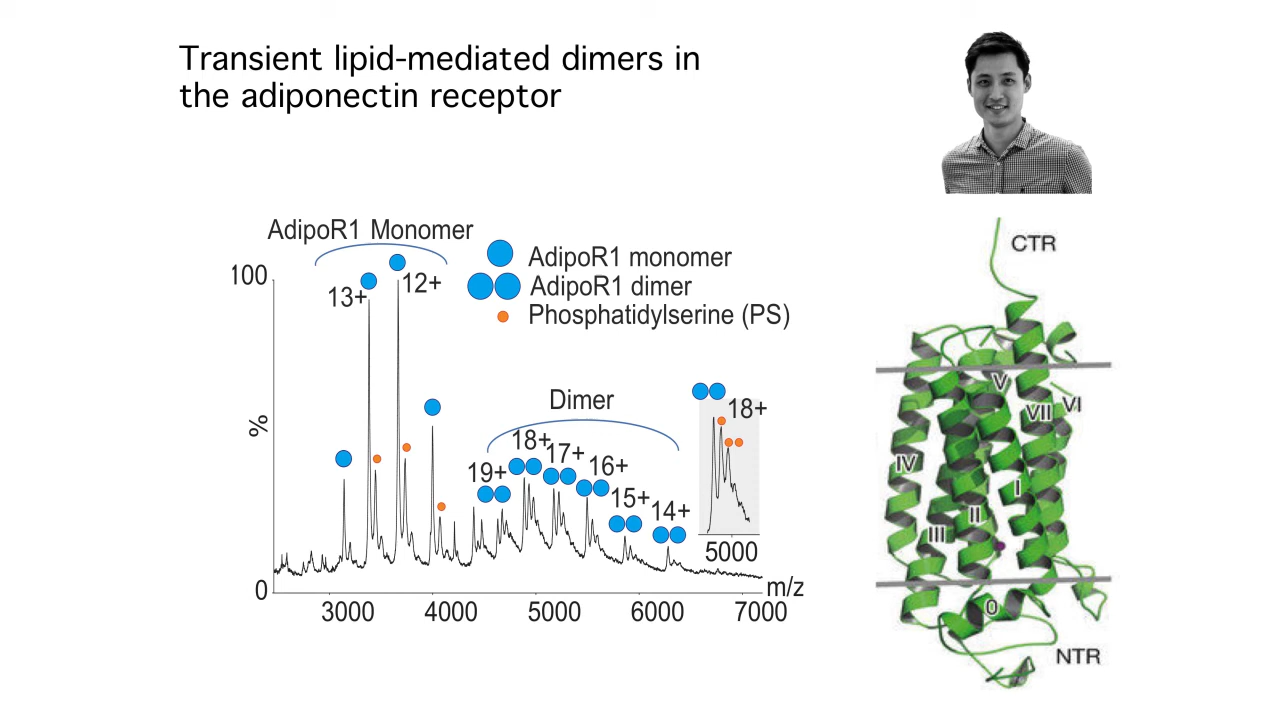 Transient lipid-mediated dimers in
the adiponectin receptor
AdipoR1 Monomer
AdipoR1 monomer
AdipoR1 dimer
Phosphatidylserine (PS)
100
%
0
13+
12+
Dimer
19+
18+
17+
16+
15+
14+
18+
5000
3000
4000
5000
6000
7000
m/z
CTR
V
VII
VI
IV
I
II
III
0
NTR